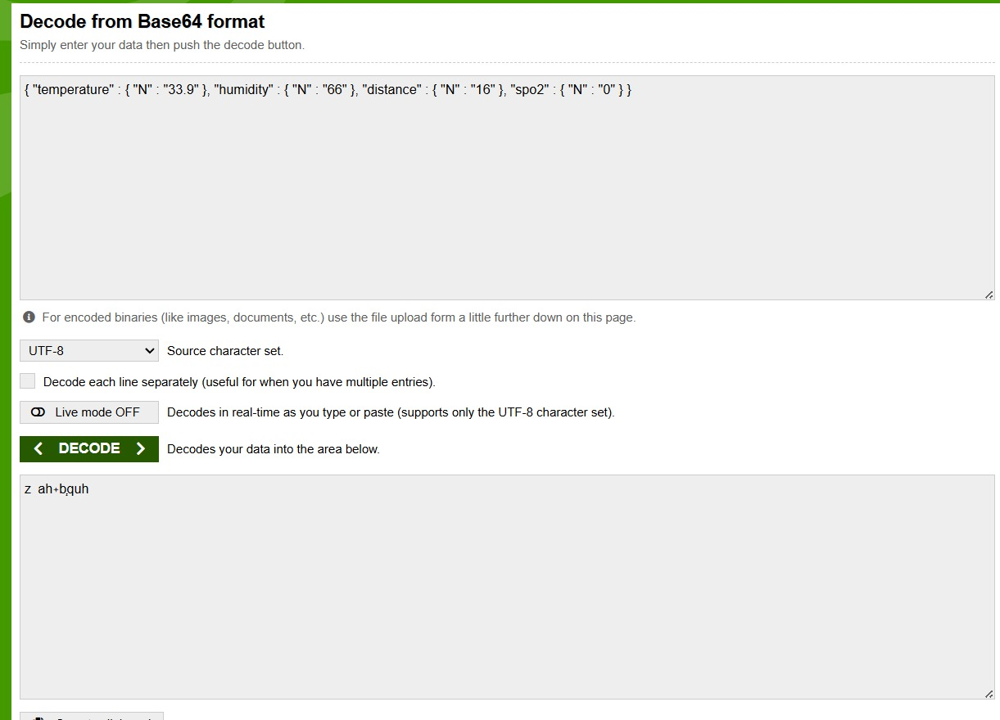 Decode from Base64 format
Simply enter your data then push the decode button.
{ "temperature" : { "N" : "33.9" }, "humidity" : { "N" : "66" }, "distance" : { "N" : "16" }, "spo2" : { "N" : "0" } }
For encoded binaries (like images, documents, etc.) use the file upload form a little further down on this page.
UTF-8 Source character set.
Decode each line separately (useful for when you have multiple entries).
Live mode OFF Decodes in real-time as you type or paste (supports only the UTF-8 character set).
DECODE Decodes your data into the area below.
z ah+b̧quh